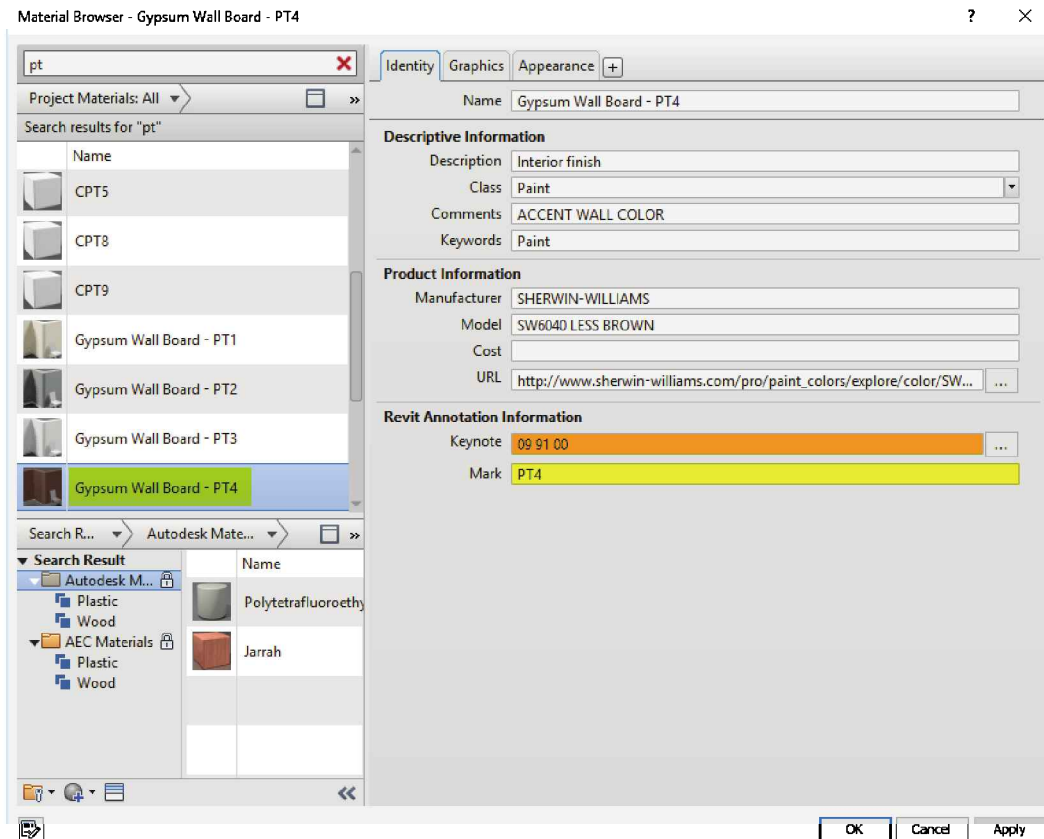 Material Browser - Gypsum Wall Board - PT4
?
pt
Project Materials: All
»
Search results for "pt"
Name
CPT5
CPT8
CPT9
Gypsum Wall Board - PT1
Gypsum Wall Board - PT2
Gypsum Wall Board - PT3
Gypsum Wall Board - PT4
Search R...
Autodesk Mate...
»
Search Result
Autodesk M...
Plastic
Wood
AEC Materials
Plastic
Wood
Name
Polytetrafluoroethy
Jarrah
Identity Graphics Appearance +
Name Gypsum Wall Board - PT4
Descriptive Information
Description Interior finish
Class Paint
Comments ACCENT WALL COLOR
Keywords Paint
Product Information
Manufacturer SHERWIN-WILLIAMS
Model SW6040 LESS BROWN
Cost
URL http://www.sherwin-williams.com/pro/paint_colors/explore/color/SW... ...
Revit Annotation Information
Keynote 09 91 00 ...
Mark PT4
OK Cancel Apply